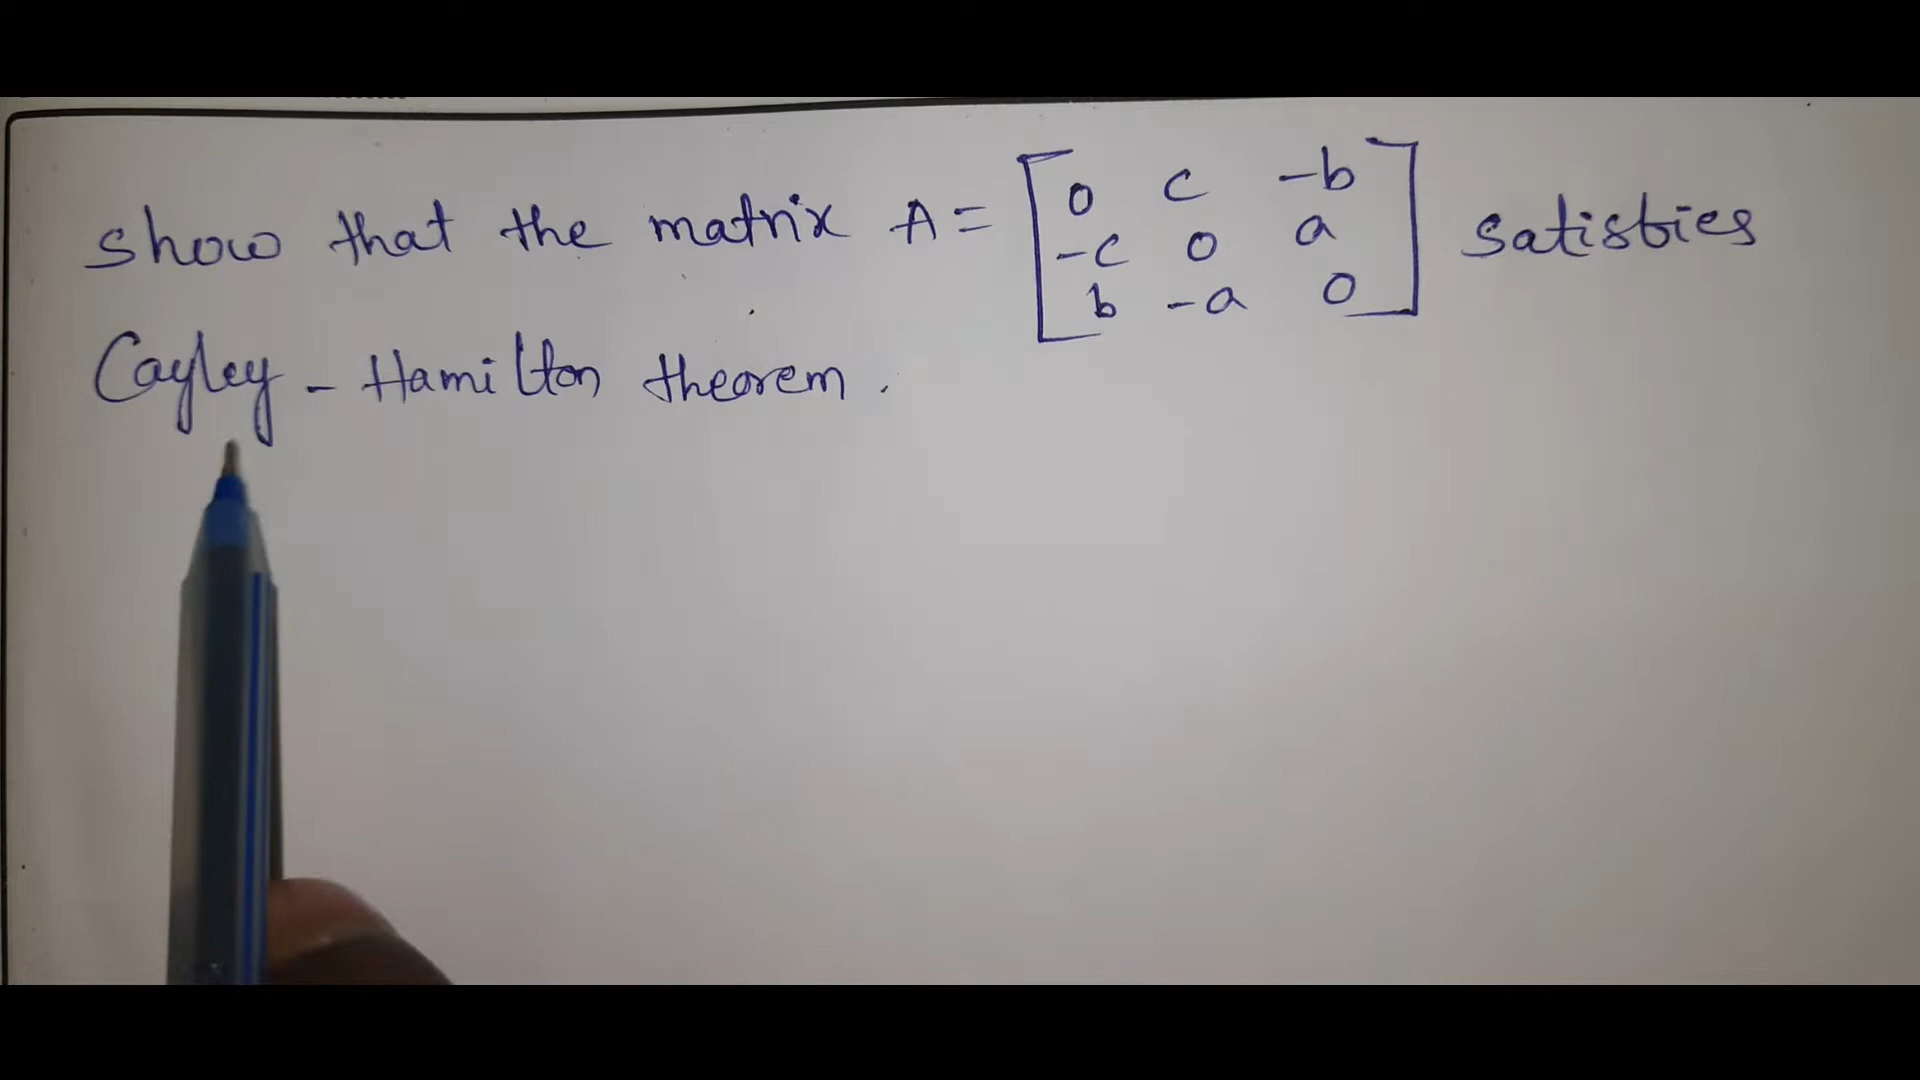 show that the matrix A = [0 c -b
-c 0 a
b -a 0] satisfies
Cayley - Hamilton theorem.